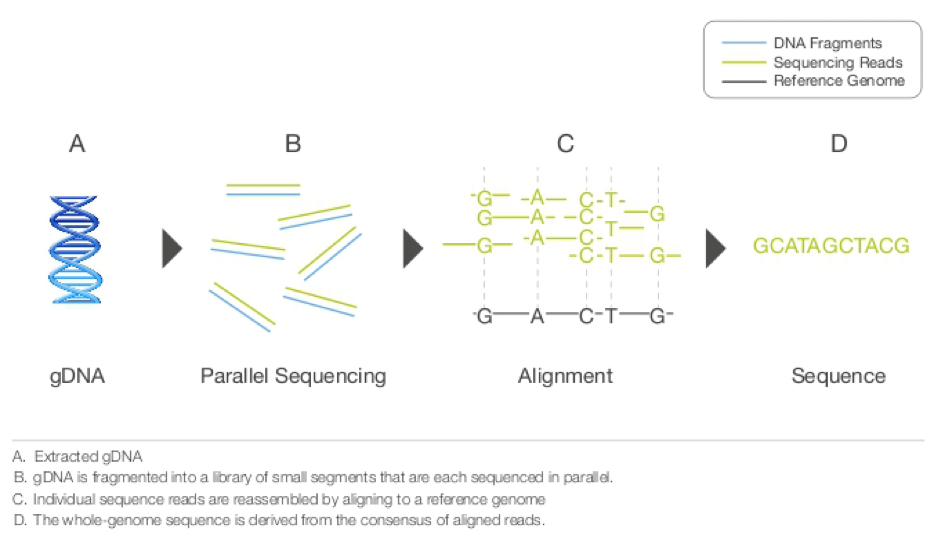 DNA Fragments
Sequencing Reads
Reference Genome
A B C D
-G— -A— C-T-
G——A- -C— —G
—G— -A—C-T—
-C-T—G—
-G—A—C-T—G-
GCATAGCTACG
gDNA Parallel Sequencing Alignment Sequence
A. Extracted gDNA
B. gDNA is fragmented into a library of small segments that are each sequenced in parallel.
C. Individual sequence reads are reassembled by aligning to a reference genome
D. The whole-genome sequence is derived from the consensus of aligned reads.